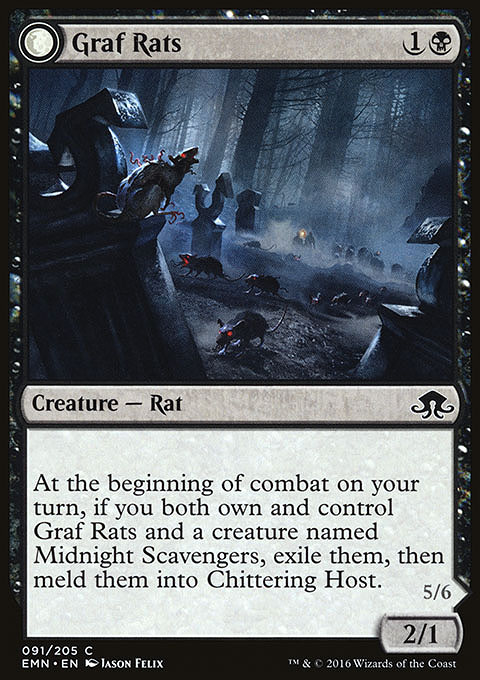 Graf Rats 1
Creature — Rat
At the beginning of combat on your
turn, if you both own and control
Graf Rats and a creature named
Midnight Scavengers, exile them, then
meld them into Chittering Host.
5/6
2/1
091/205 C
EMN • EN Jason Felix
™ & © 2016 Wizards of the Coast